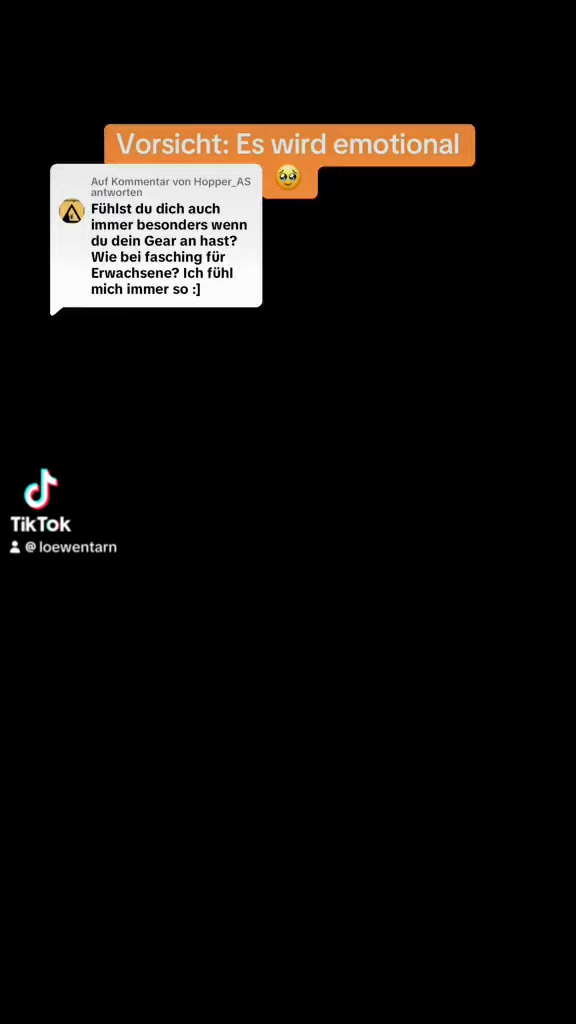 Vorsicht: Es wird emotional
🥹
Auf Kommentar von Hopper_AS
antworten
Fühlst du dich auch
immer besonders wenn
du dein Gear an hast?
Wie bei fasching für
Erwachsene? Ich fühl
mich immer so :]
TikTok
@loewentarn